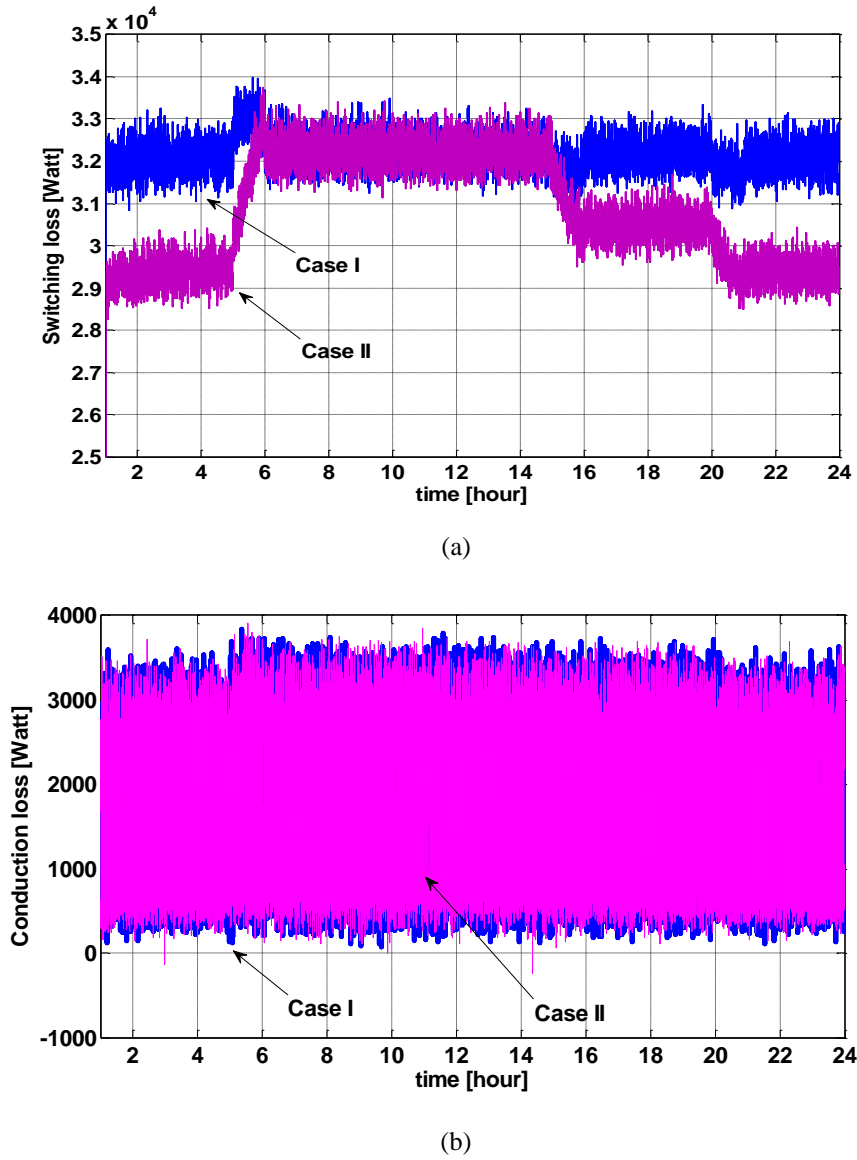 x 10⁴
3.5
3.4
3.3
3.2
3.1
3
2.9
2.8
2.7
2.6
2.5
Switching loss [Watt]
Case I
Case II
2 4 6 8 10 12 14 16 18 20 22 24
time [hour]
(a)
4000
3000
2000
1000
0
-1000
Conduction loss [Watt]
Case I
Case II
2 4 6 8 10 12 14 16 18 20 22 24
time [hour]
(b)